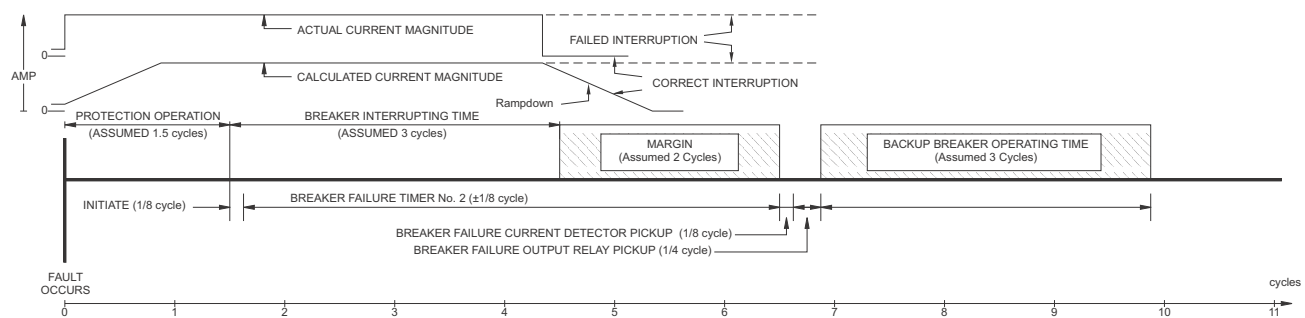 AMP
0
0
ACTUAL CURRENT MAGNITUDE
FAILED INTERRUPTION
CALCULATED CURRENT MAGNITUDE
CORRECT INTERRUPTION
Rampdown
PROTECTION OPERATION
(ASSUMED 1.5 cycles)
BREAKER INTERRUPTING TIME
(ASSUMED 3 cycles)
MARGIN
(Assumed 2 Cycles)
BACKUP BREAKER OPERATING TIME
(Assumed 3 Cycles)
INITIATE (1/8 cycle)
BREAKER FAILURE TIMER No. 2 (±1/8 cycle)
BREAKER FAILURE CURRENT DETECTOR PICKUP (1/8 cycle)
BREAKER FAILURE OUTPUT RELAY PICKUP (1/4 cycle)
FAULT
OCCURS
cycles
0 1 2 3 4 5 6 7 8 9 10 11